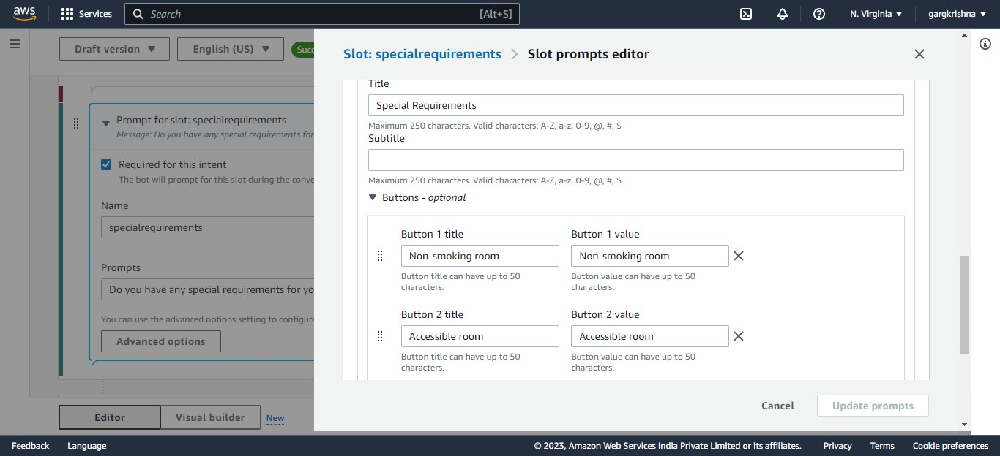 aws
Services
Search
[Alt+S]
N. Virginia
gargkrishna
Draft version
English (US)
Succ
Slot: specialrequirements
Slot prompts editor
Prompt for slot: specialrequirements
Message: Do you have any special requirements for
Required for this intent
The bot will prompt for this slot during the conve
Name
specialrequirements
Prompts
Do you have any special requirements for yo
You can use the advanced options setting to configure
Advanced options
Editor
Visual builder
New
Title
Special Requirements
Maximum 250 characters. Valid characters: A-Z, a-z, 0-9, @, #, $
Subtitle
Maximum 250 characters. Valid characters: A-Z, a-z, 0-9, @, #, $
Buttons - optional
Button 1 title
Button 1 value
Non-smoking room
Non-smoking room
Button title can have up to 50
characters.
Button value can have up to 50
characters.
Button 2 title
Button 2 value
Accessible room
Accessible room
Button title can have up to 50
characters.
Button value can have up to 50
characters.
Cancel
Update prompts
Feedback
Language
© 2023, Amazon Web Services India Private Limited or its affiliates.
Privacy
Terms
Cookie preferences